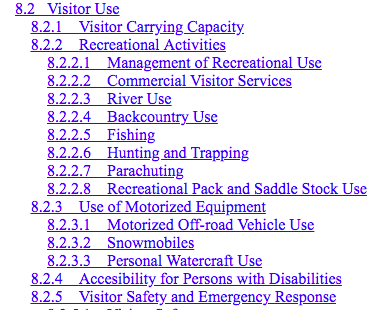 8.2 Visitor Use
8.2.1 Visitor Carrying Capacity
8.2.2 Recreational Activities
8.2.2.1 Management of Recreational Use
8.2.2.2 Commercial Visitor Services
8.2.2.3 River Use
8.2.2.4 Backcountry Use
8.2.2.5 Fishing
8.2.2.6 Hunting and Trapping
8.2.2.7 Parachuting
8.2.2.8 Recreational Pack and Saddle Stock Use
8.2.3 Use of Motorized Equipment
8.2.3.1 Motorized Off-road Vehicle Use
8.2.3.2 Snowmobiles
8.2.3.3 Personal Watercraft Use
8.2.4 Accesibility for Persons with Disabilities
8.2.5 Visitor Safety and Emergency Response